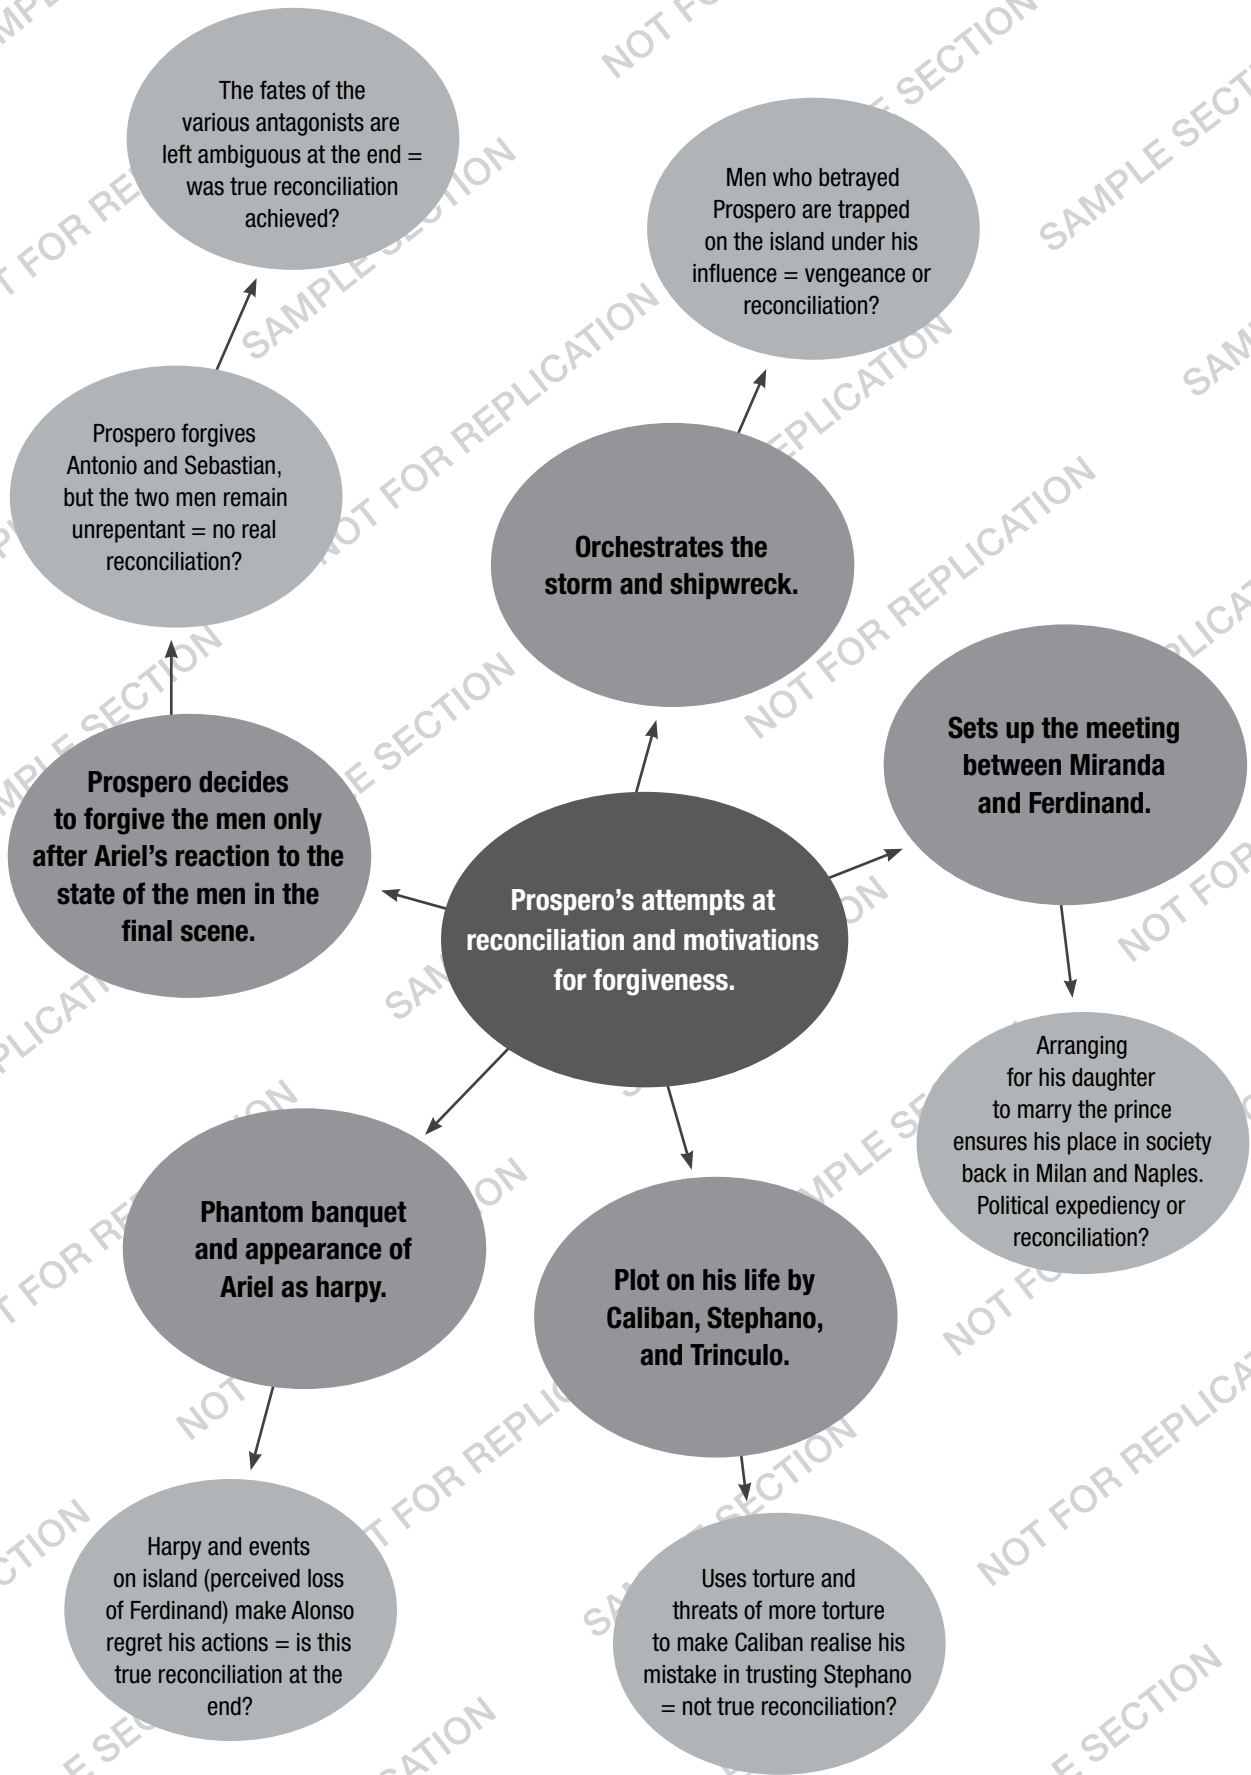 The fates of the
various antagonists are
left ambiguous at the end =
was true reconciliation
achieved?
Men who betrayed
Prospero are trapped
on the island under his
influence = vengeance or
reconciliation?
Prospero forgives
Antonio and Sebastian,
but the two men remain
unrepentant = no real
reconciliation?
Orchestrates the
storm and shipwreck.
Sets up the meeting
between Miranda
and Ferdinand.
Prospero decides
to forgive the men only
after Ariel’s reaction to the
state of the men in the
final scene.
Prospero’s attempts at
reconciliation and motivations
for forgiveness.
Arranging
for his daughter
to marry the prince
ensures his place in society
back in Milan and Naples.
Political expediency or
reconciliation?
Phantom banquet
and appearance of
Ariel as harpy.
Plot on his life by
Caliban, Stephano,
and Trinculo.
Harpy and events
on island (perceived loss
of Ferdinand) make Alonso
regret his actions = is this
true reconciliation at the
end?
Uses torture and
threats of more torture
to make Caliban realise his
mistake in trusting Stephano
= not true reconciliation?
SAMPLE SECTION
NOT FOR REPLICATION